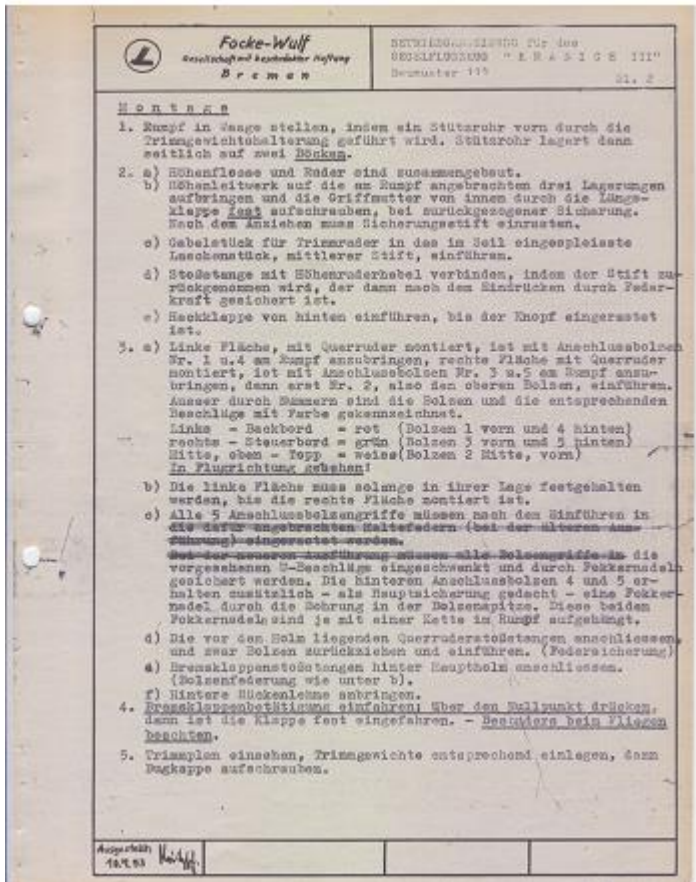 Focke-Wulf
Gesellschaft mit beschränkter Haftung
Bremen
BETRIEBSANWEISUNG für das
SEGELFLUGZEUG "KRANICH III"
Baumuster 119
Bl. 2
Montage
1. Rumpf in Waage stellen, indem ein Stützrohr vorn durch die
Trimmgewichtshalterung geführt wird. Stützrohr lagert dann
seitlich auf zwei Böcken.
2. a) Höhenflosse und Ruder sind zusammengebaut.
b) Höhenleitwerk auf die am Rumpf angebrachten drei Lagerungen
aufbringen und die Griffmutter von innen durch die Längs-
klappe fest aufschrauben, bei zurückgezogener Sicherung.
Nach dem Anziehen muss Sicherungsstift einrasten.
c) Gabelstück für Trimmruder in das im Seil eingespleisste
Laschenstück, mittlerer Stift, einführen.
d) Stoßstange mit Höhenruderhebel verbinden, indem der Stift zu-
rückgenommen wird, der dann nach dem Eindrücken durch Feder-
kraft gesichert ist.
e) Heckklappe von hinten einführen, bis der Knopf eingerastet
ist.
3. a) Linke Fläche, mit Querruder montiert, ist mit Anschlussbolzen
Nr. 1 u.4 am Rumpf anzubringen, rechte Fläche mit Querruder
montiert, ist mit Anschlussbolzen Nr. 3 u.5 am Rumpf anzu-
bringen, dann erst Nr. 2, also den oberen Bolzen, einführen.
Ausser durch Nummern sind die Bolzen und die entsprechenden
Beschläge mit Farbe gekennzeichnet.
Links - Backbord = rot (Bolzen 1 vorn und 4 hinten)
rechts - Steuerbord = grün (Bolzen 3 vorn und 5 hinten)
Mitte, oben - Topp = weiss (Bolzen 2 Mitte, vorn)
In Flugrichtung gesehen!
b) Die linke Fläche muss solange in ihrer Lage festgehalten
werden, bis die rechte Fläche montiert ist.
c) Alle 5 Anschlussbolzengriffe müssen nach dem Einführen in
die dafür angebrachten Haltefedern (bei der älteren Aus-
führung) eingerastet werden.
Bei der neueren Ausführung müssen alle Bolzengriffe in die
vorgesehenen U-Beschläge eingeschwenkt und durch Fokkernadeln
gesichert werden. Die hinteren Anschlussbolzen 4 und 5 er-
halten zusätzlich - als Hauptsicherung gedacht - eine Fokker-
nadel durch die Bohrung in der Bolzenspitze. Diese beiden
Fokkernadeln sind je mit einer Kette im Rumpf aufgehängt.
d) Die vor dem Holm liegenden Querruderstoßstangen anschliessen,
und zwar Bolzen zurückziehen und einführen. (Federsicherung)
e) Bremsklappenstoßstangen hinter Hauptholm anschliessen.
(Bolzenfederung wie unter b).
f) Hintere Rückenlehne anbringen.
4. Bremsklappenbetätigung einfahren; über den Nullpunkt drücken,
dann ist die Klappe fest eingefahren. - Besonders beim Fliegen
beachten.
5. Trimmplan einsehen, Trimmgewichte entsprechend einlegen, dann
Bugkappe aufschrauben.
Ausgestellt